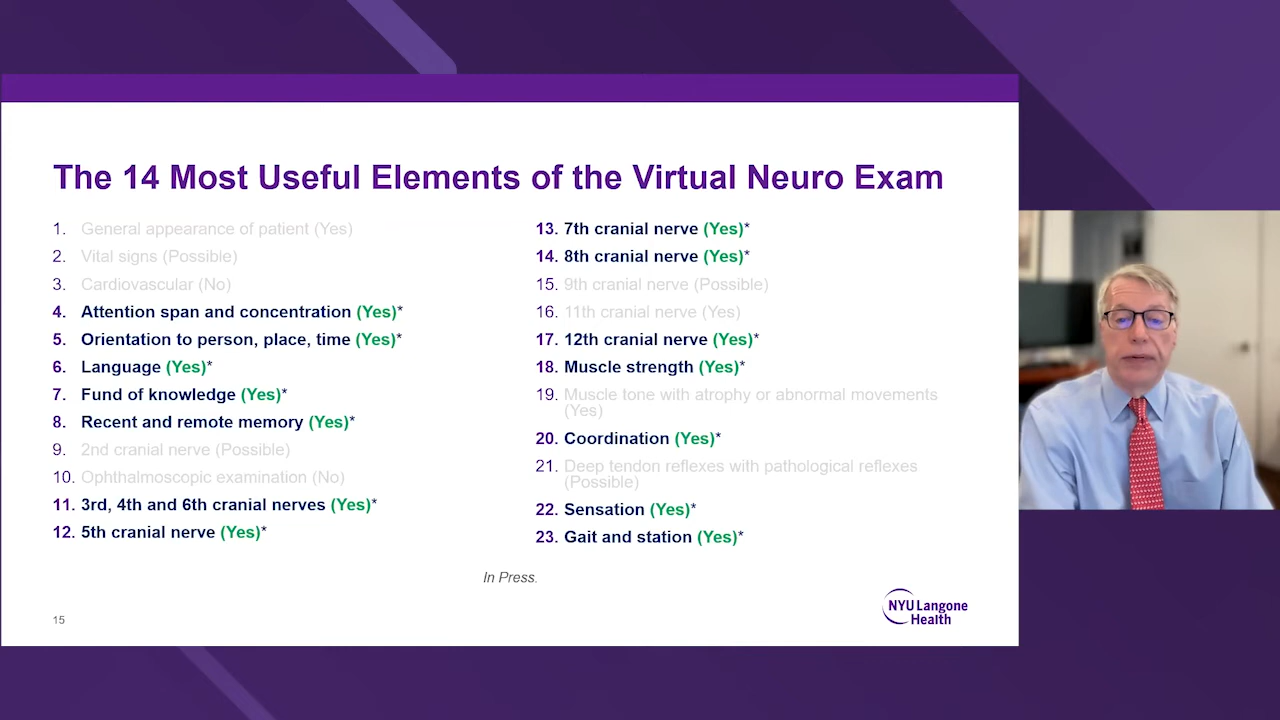 The 14 Most Useful Elements of the Virtual Neuro Exam
1. General appearance of patient (Yes)
2. Vital signs (Possible)
3. Cardiovascular (No)
4. Attention span and concentration (Yes)*
5. Orientation to person, place, time (Yes)*
6. Language (Yes)*
7. Fund of knowledge (Yes)*
8. Recent and remote memory (Yes)*
9. 2nd cranial nerve (Possible)
10. Ophthalmoscopic examination (No)
11. 3rd, 4th and 6th cranial nerves (Yes)*
12. 5th cranial nerve (Yes)*
13. 7th cranial nerve (Yes)*
14. 8th cranial nerve (Yes)*
15. 9th cranial nerve (Possible)
16. 11th cranial nerve (Yes)
17. 12th cranial nerve (Yes)*
18. Muscle strength (Yes)*
19. Muscle tone with atrophy or abnormal movements
(Yes)
20. Coordination (Yes)*
21. Deep tendon reflexes with pathological reflexes
(Possible)
22. Sensation (Yes)*
23. Gait and station (Yes)*
In Press.
15
NYU Langone
Health